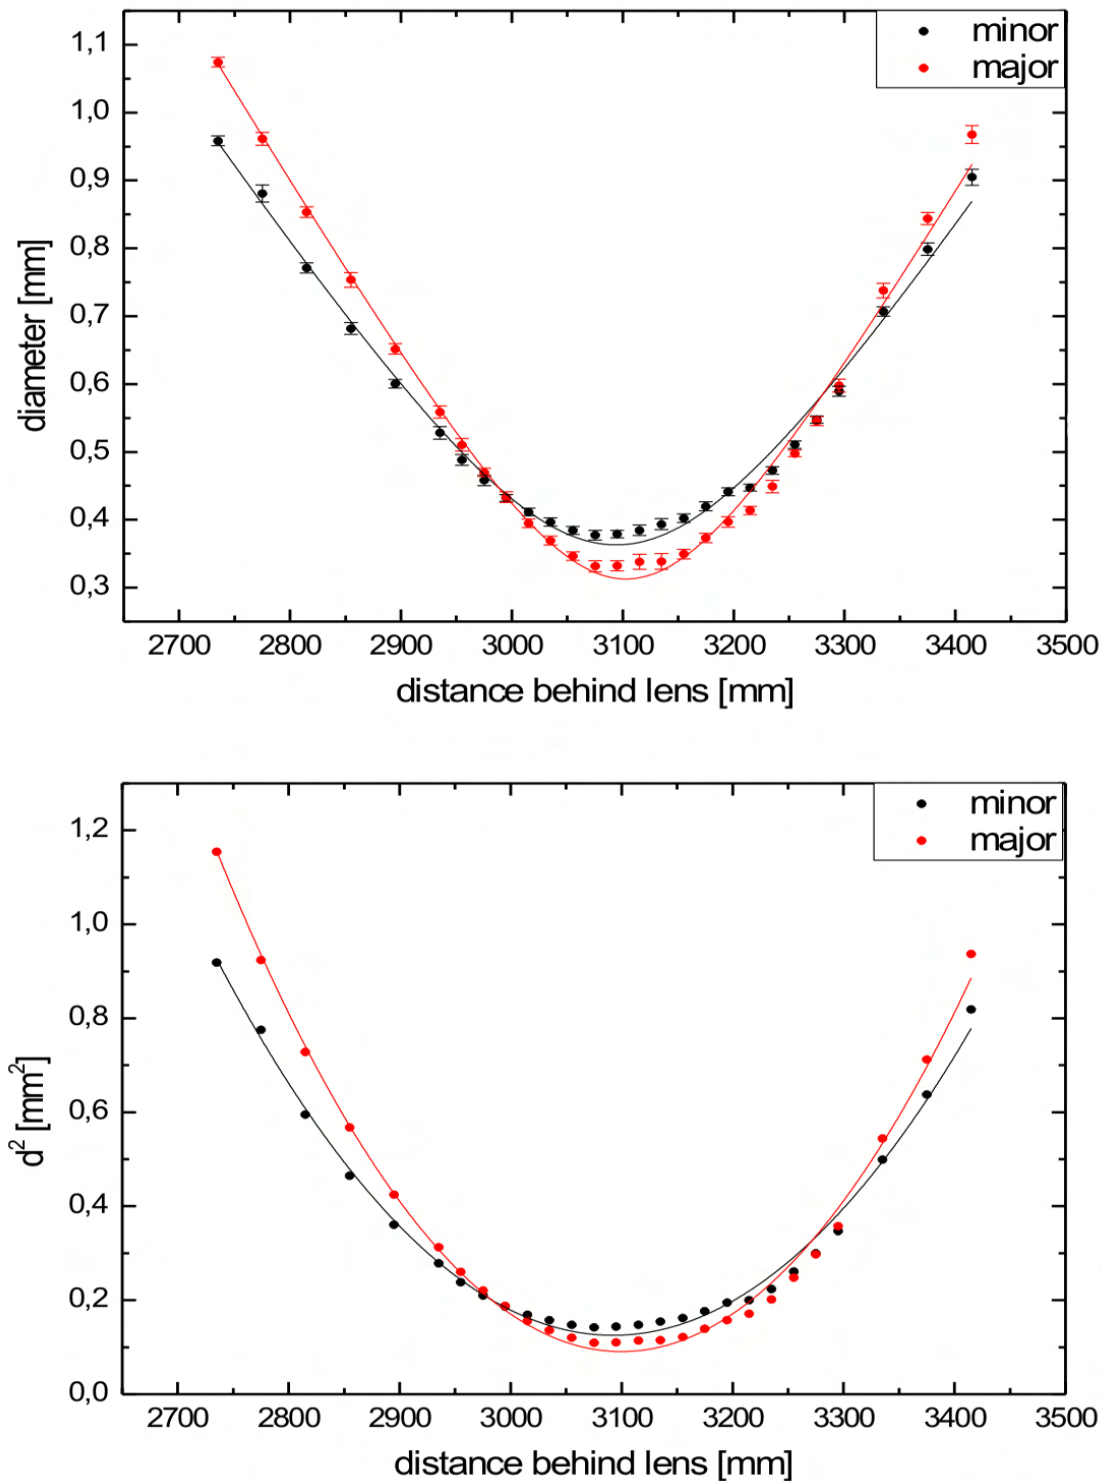 minor
major
1,1
1,0
0,9
0,8
0,7
0,6
0,5
0,4
0,3
diameter [mm]
2700 2800 2900 3000 3100 3200 3300 3400 3500
distance behind lens [mm]
minor
major
1,2
1,0
0,8
0,6
0,4
0,2
0,0
d² [mm²]
2700 2800 2900 3000 3100 3200 3300 3400 3500
distance behind lens [mm]